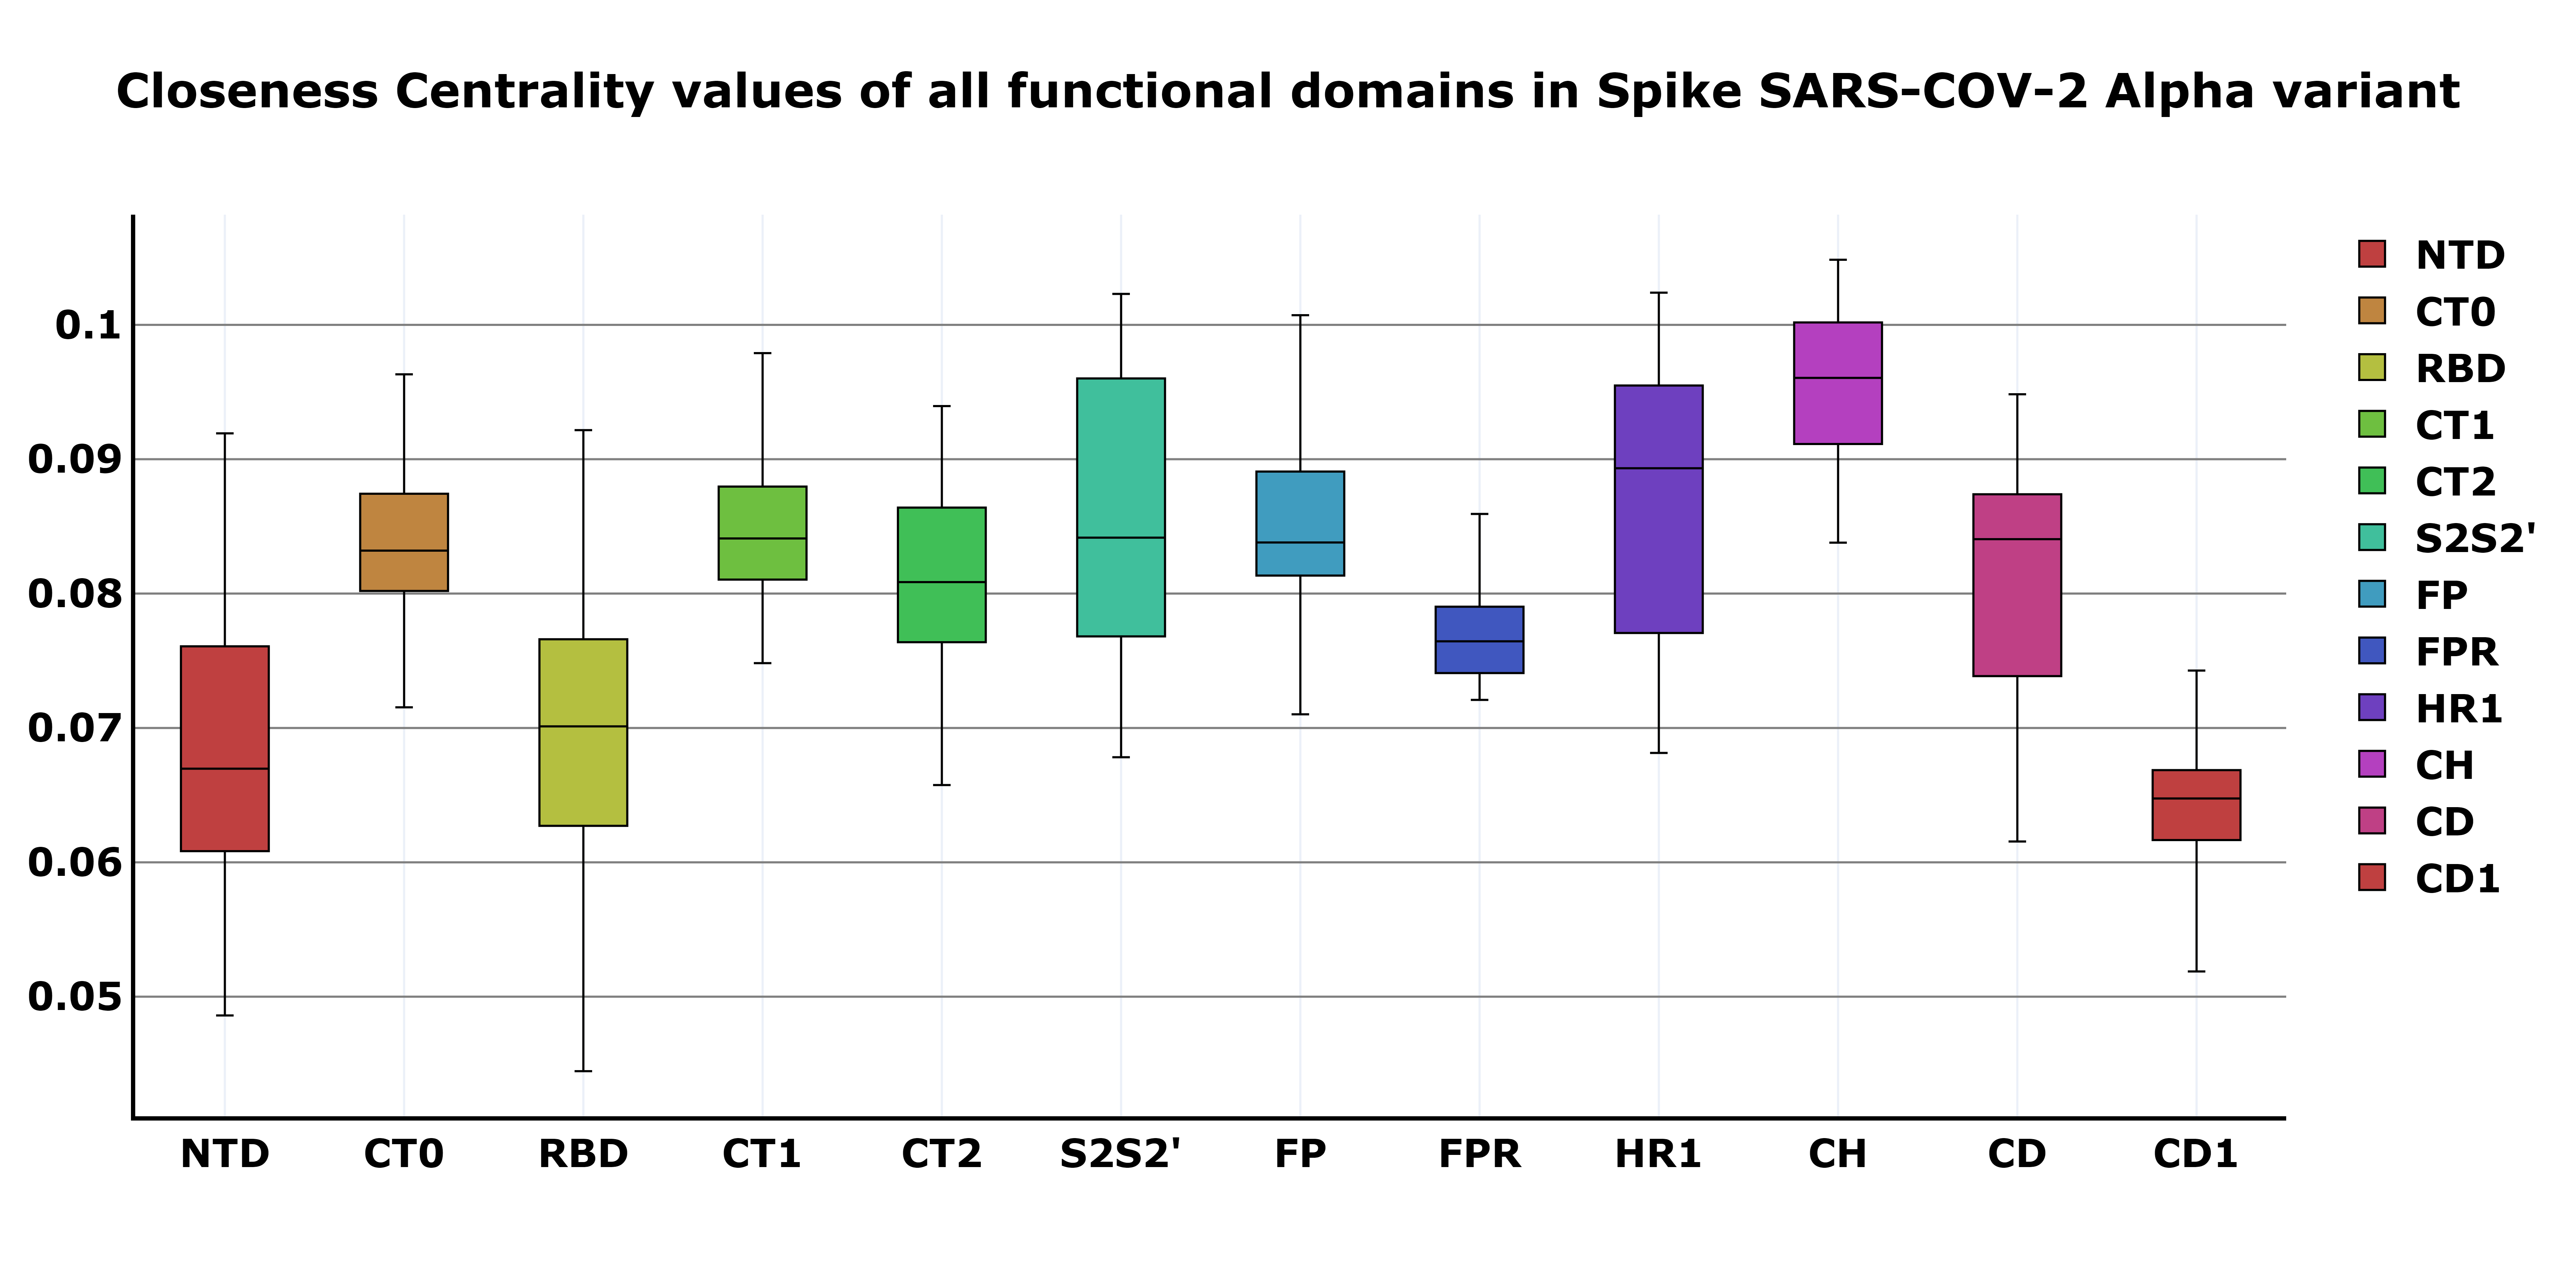 Closeness Centrality values of all functional domains in Spike SARS-COV-2 Alpha variant
0.1
0.09
0.08
0.07
0.06
0.05
NTD CT0 RBD CT1 CT2 S2S2' FP FPR HR1 CH CD CD1
NTD
CT0
RBD
CT1
CT2
S2S2'
FP
FPR
HR1
CH
CD
CD1